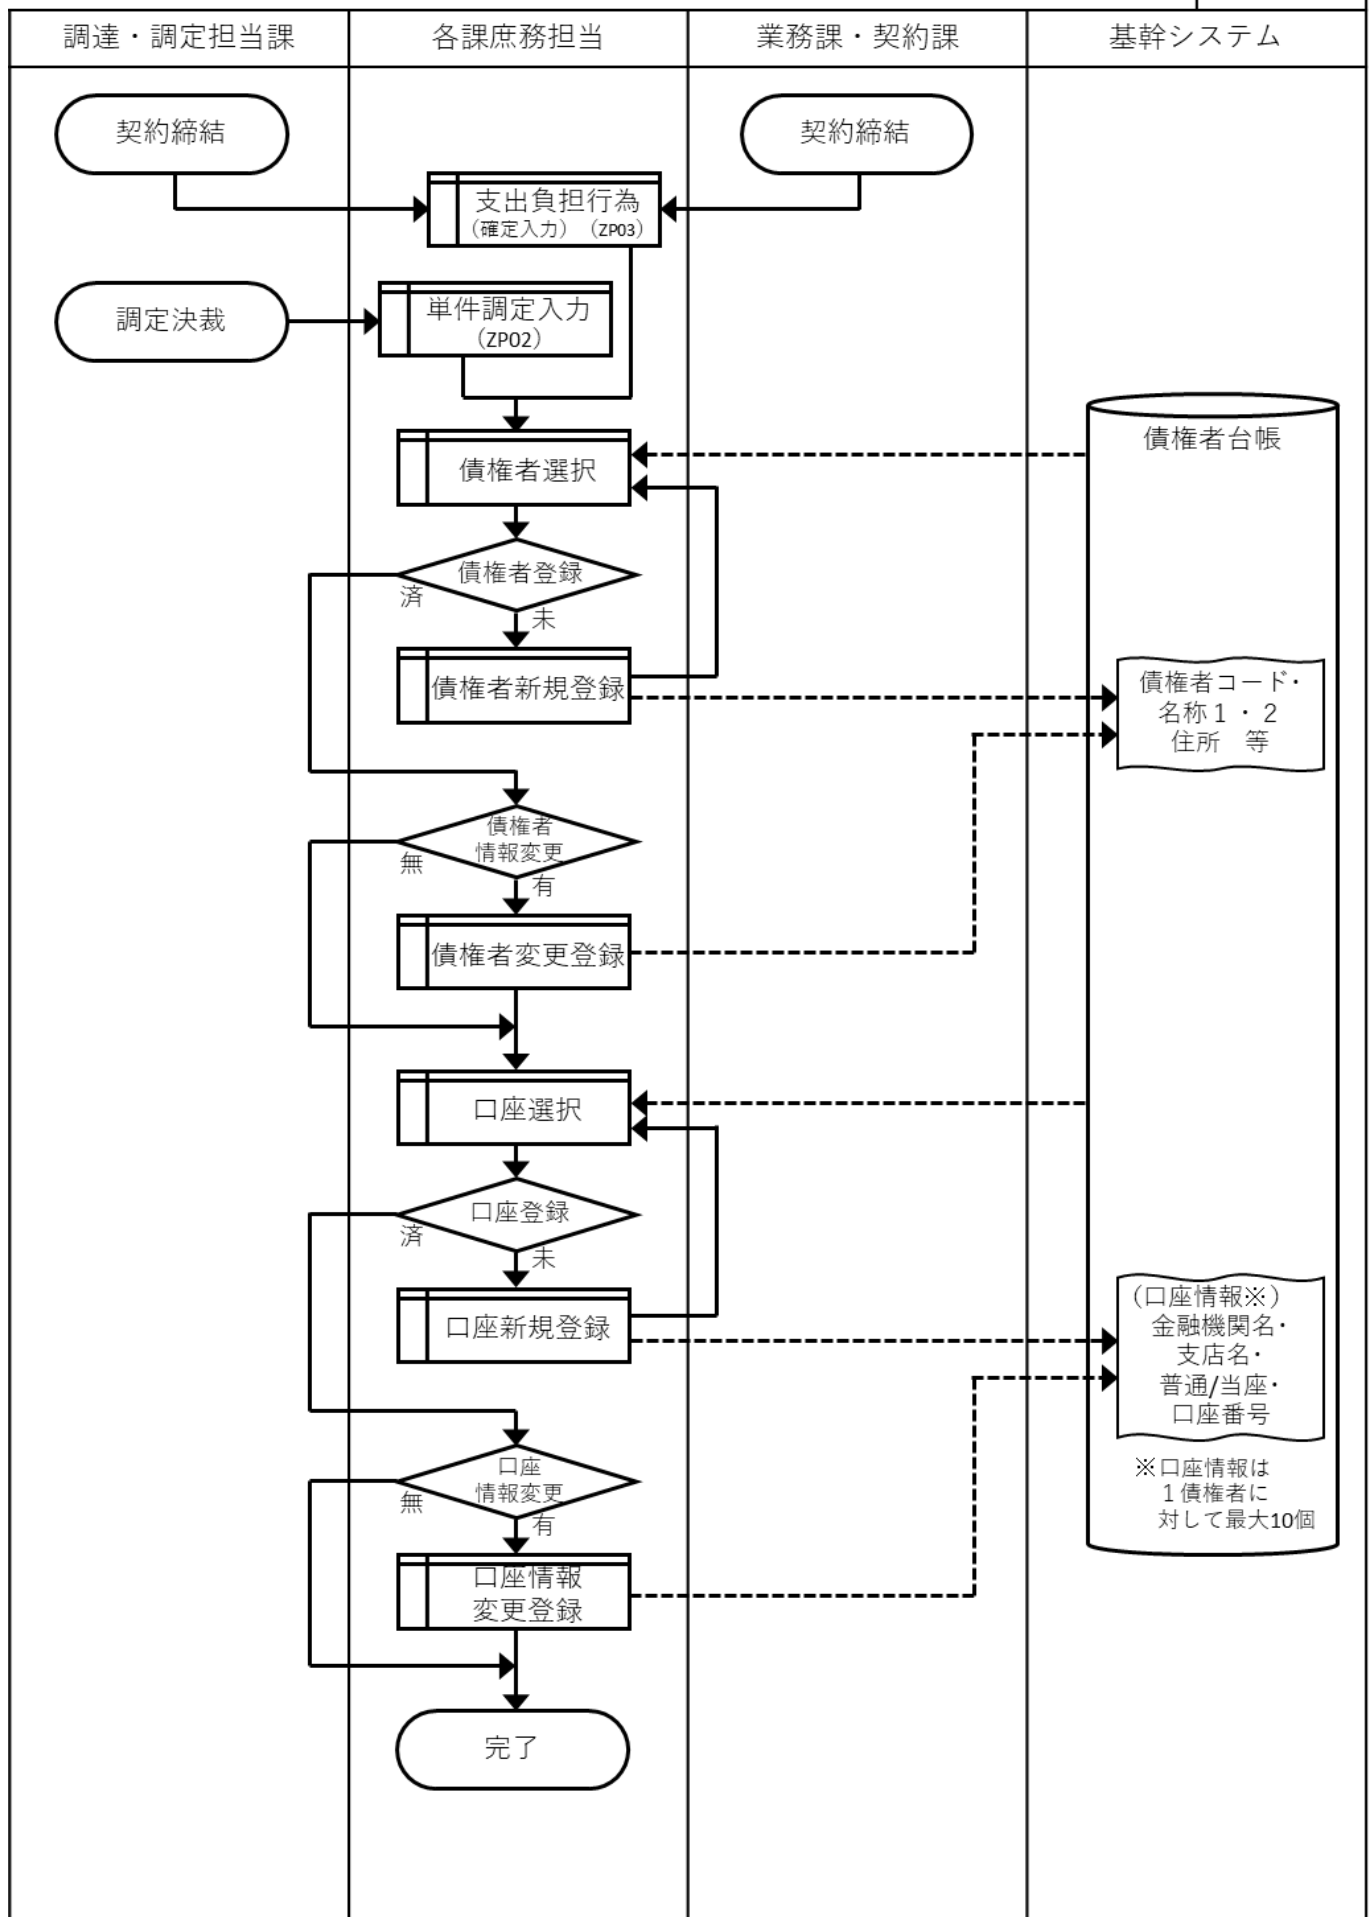 調達・調定担当課
各課庶務担当
業務課・契約課
基幹システム
契約締結
契約締結
支出負担行為
（確定入力）（ZP03）
調定決裁
単件調定入力
（ZP02）
債権者台帳
債権者選択
債権者登録
済
未
債権者新規登録
債権者コード・
名称１・２
住所　等
債権者
情報変更
無
有
債権者変更登録
口座選択
口座登録
済
未
口座新規登録
（口座情報※）
金融機関名・
支店名・
普通/当座・
口座番号
口座
情報変更
無
有
※口座情報は
１債権者に
対して最大10個
口座情報
変更登録
完了